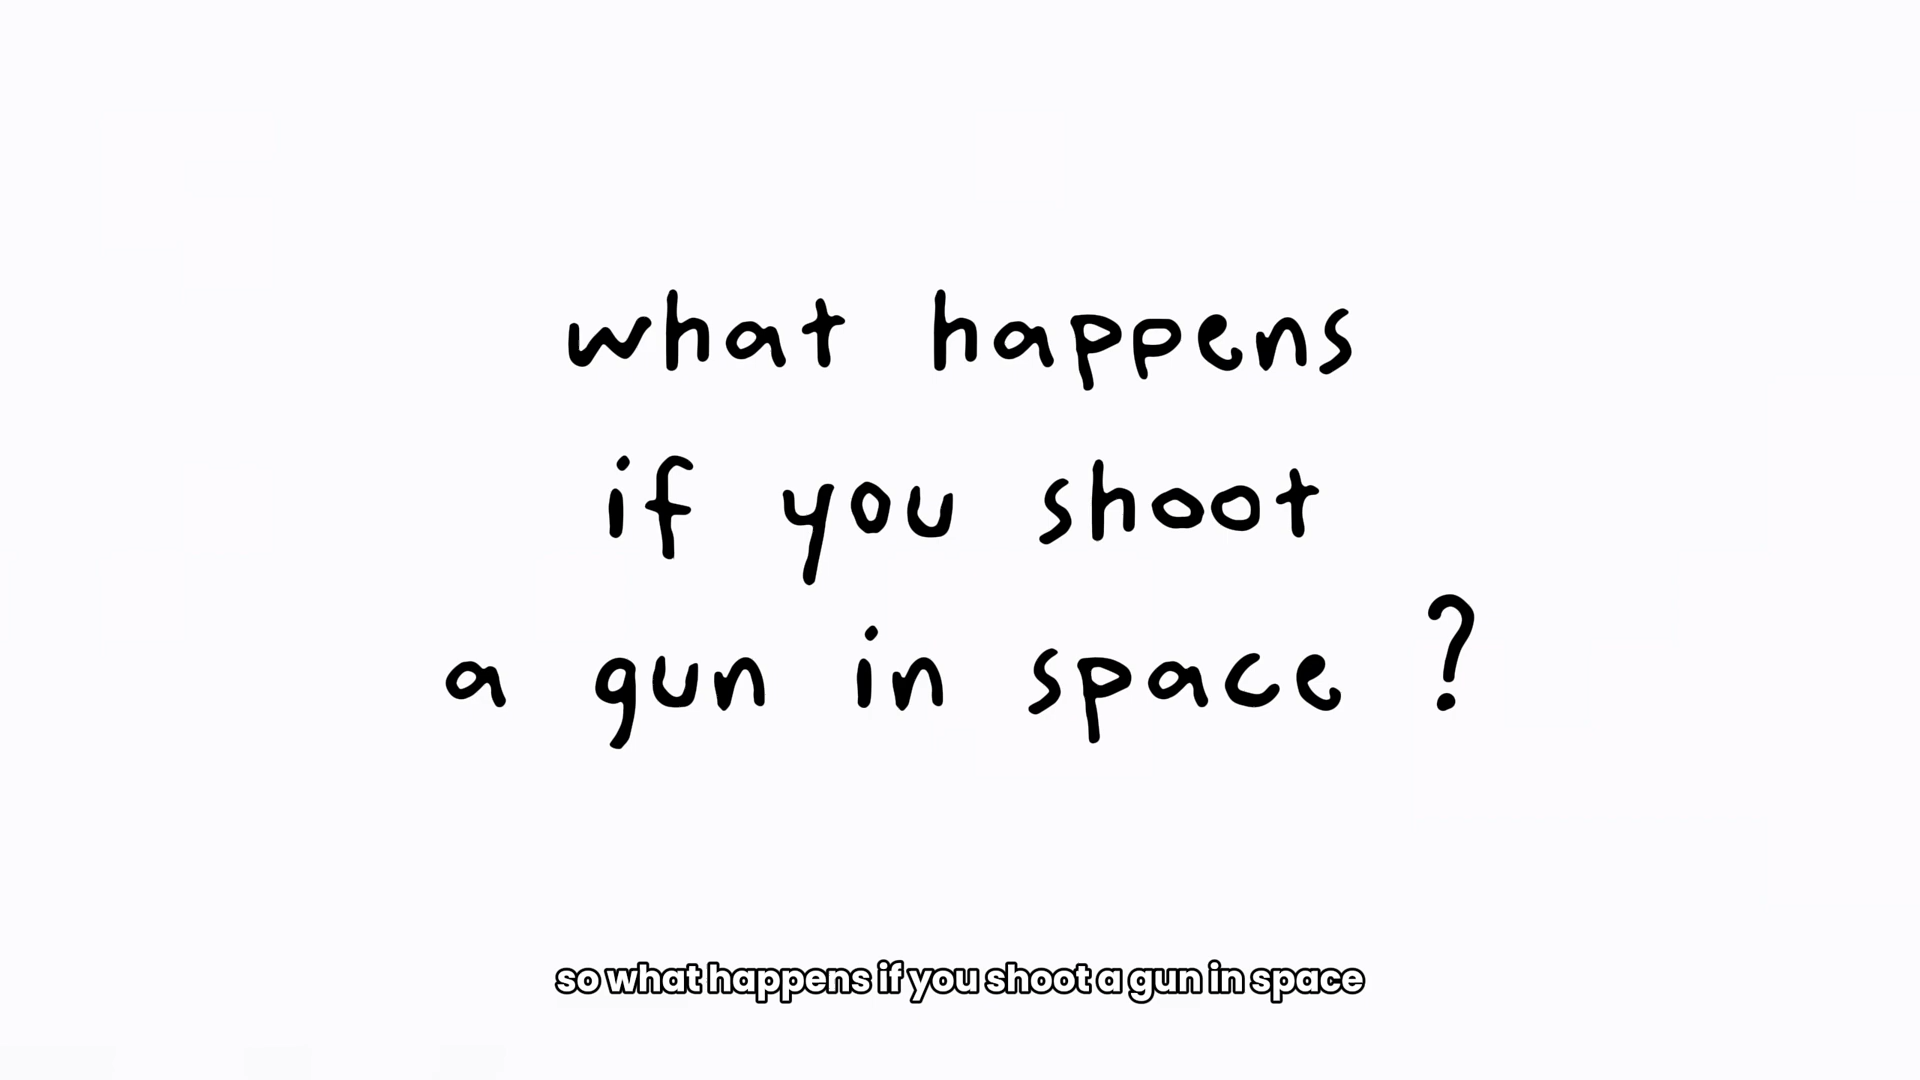 what happens
if you shoot
a gun in space ?
so what happens if you shoot a gun in space